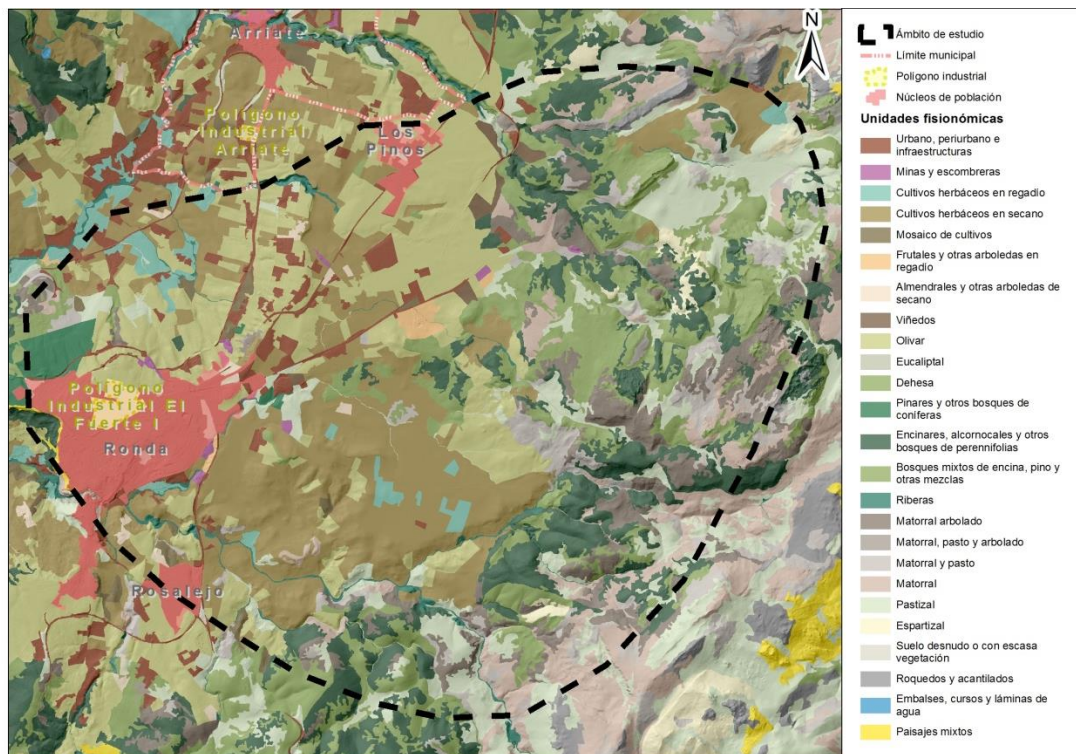 Arriate
Polígono
Industrial
Arriate
Los
Pinos
Polígono
Industrial El
Fuerte I
Ronda
Rosalejo
N
Ámbito de estudio
Límite municipal
Polígono industrial
Núcleos de población
Unidades fisionómicas
Urbano, periurbano e
infraestructuras
Minas y escombreras
Cultivos herbáceos en regadío
Cultivos herbáceos en secano
Mosaico de cultivos
Frutales y otras arboledas en
regadío
Almendrales y otras arboledas de
secano
Viñedos
Olivar
Eucaliptal
Dehesa
Pinares y otros bosques de
coníferas
Encinares, alcornocales y otros
bosques de perennifolias
Bosques mixtos de encina, pino y
otras mezclas
Riberas
Matorral arbolado
Matorral, pasto y arbolado
Matorral y pasto
Matorral
Pastizal
Espartizal
Suelo desnudo o con escasa
vegetación
Roquedos y acantilados
Embalses, cursos y láminas de
agua
Paisajes mixtos